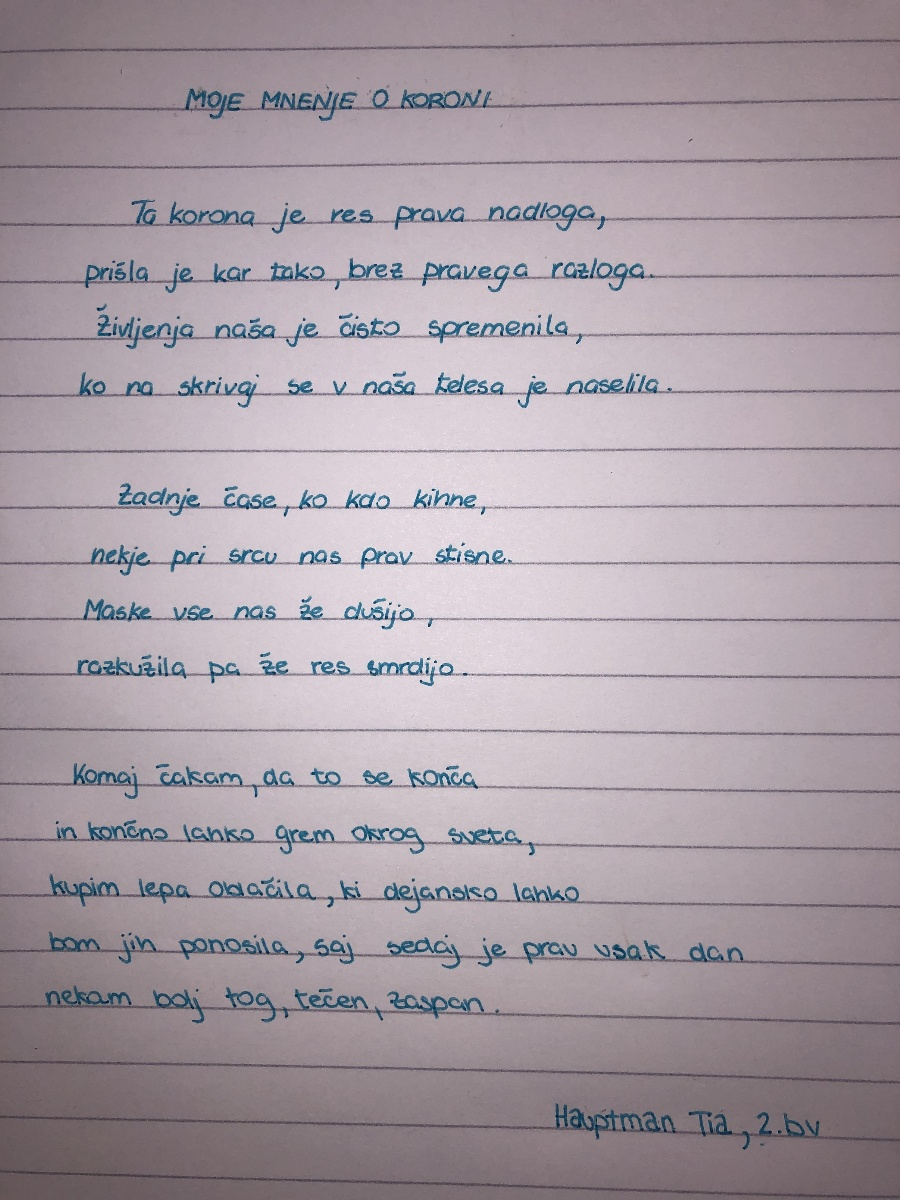 MOJE MNENJE O KORONI
Ta korona je res prava nadloga,
prišla je kar tako, brez pravega razloga.
Življenja naša je čisto spremenila,
ko na skrivaj se v naša telesa je naselila.
Zadnje čase, ko kdo kihne,
nekje pri srcu nas prav stisne.
Maske vse nas že dušijo,
razkužila pa že res smrdijo.
Komaj čakam, da to se konča
in končno lahko grem okrog sveta,
kupim lepa oblačila, ki dejansko lahko
bom jih ponosila, saj sedaj je prav vsak dan
nekam bolj tog, tečen, zaspan.
Hauptman Tia, 2.bv